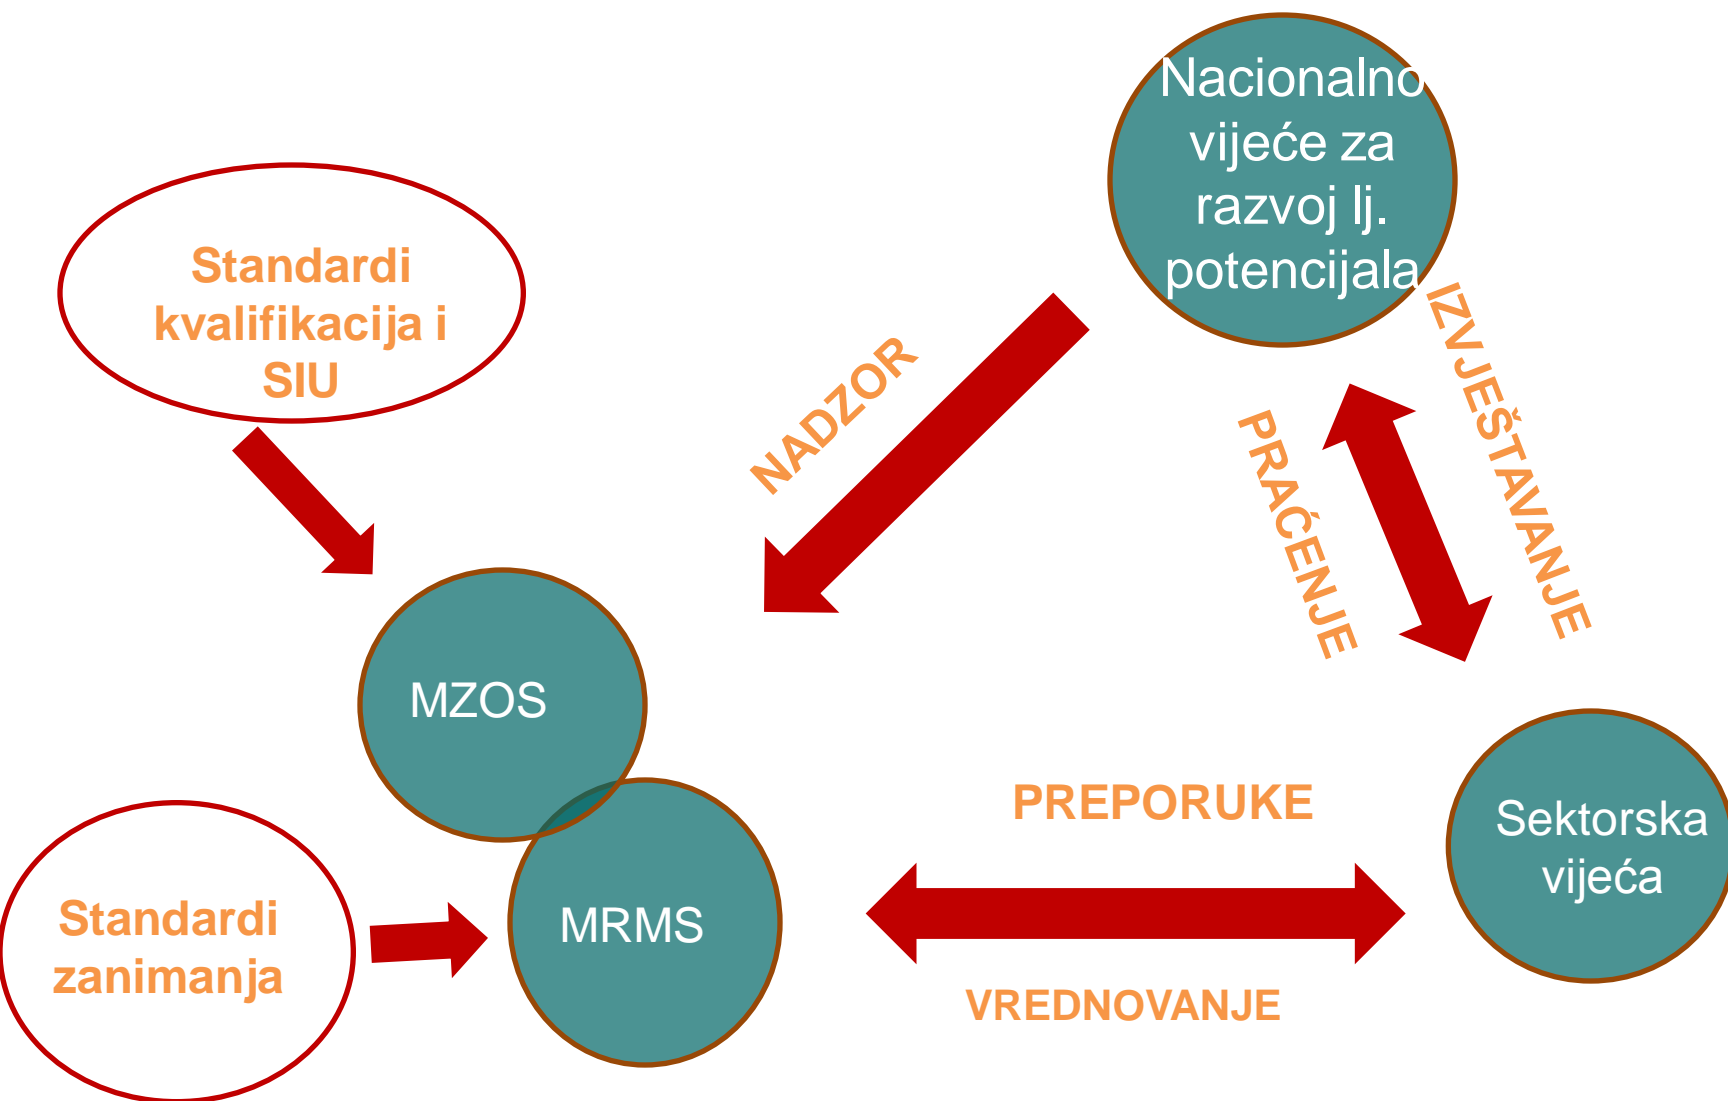 Nacionalno
vijeće za
razvoj lj.
potencijala
Standardi
kvalifikacija i
SIU
NADZOR
IZVJEŠTAVANJE
PRAĆENJE
MZOS
PREPORUKE
Sektorska
vijeća
MRMS
Standardi
zanimanja
VREDNOVANJE